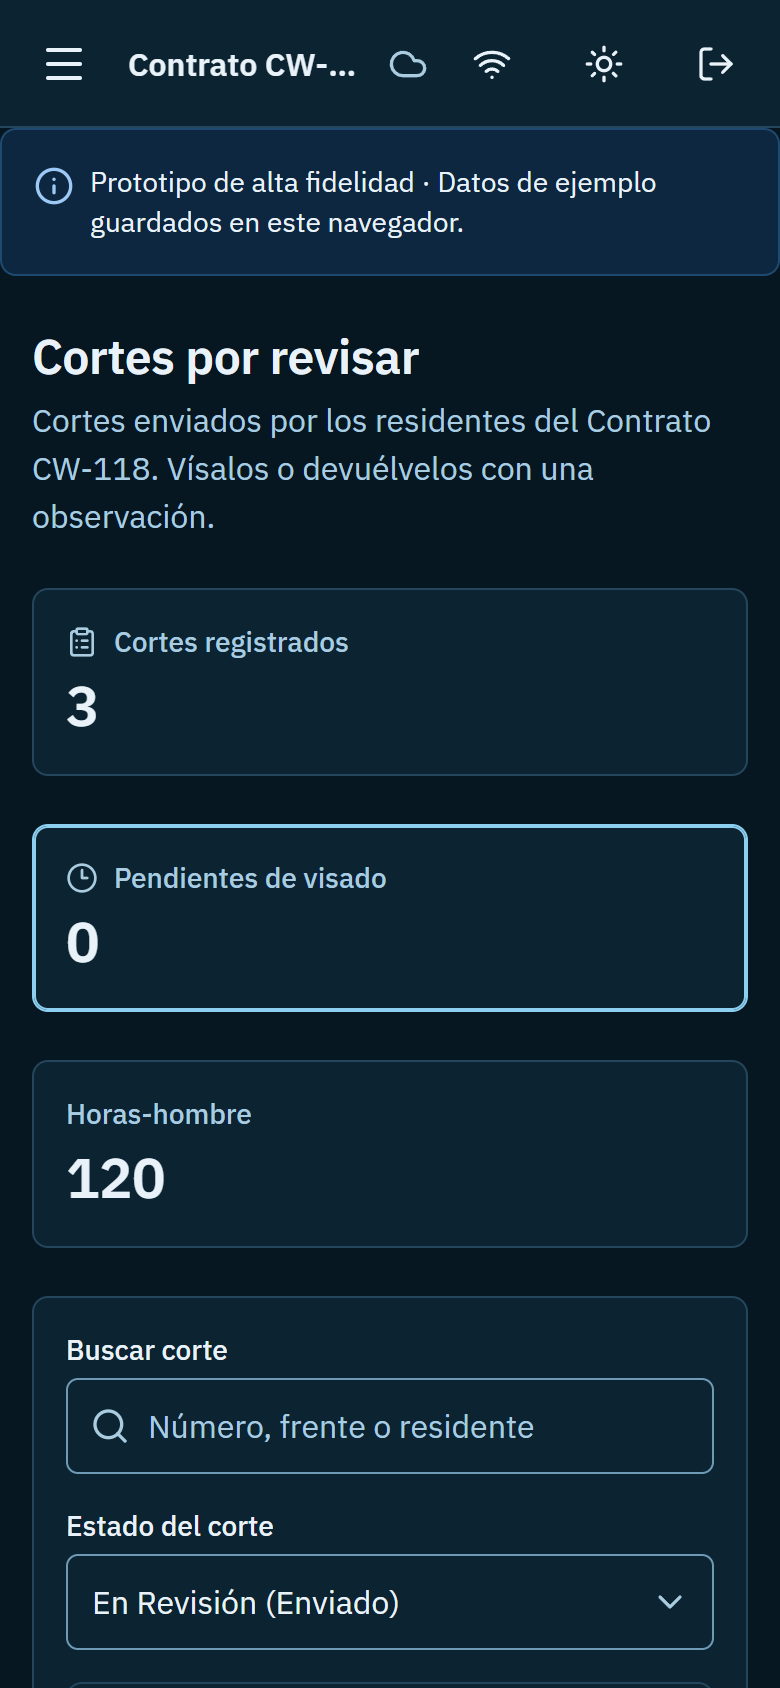 Contrato CW-...
Prototipo de alta fidelidad · Datos de ejemplo
guardados en este navegador.
Cortes por revisar
Cortes enviados por los residentes del Contrato
CW-118. Vísalos o devuélvelos con una
observación.
Cortes registrados
3
Pendientes de visado
0
Horas-hombre
120
Buscar corte
Número, frente o residente
Estado del corte
En Revisión (Enviado)